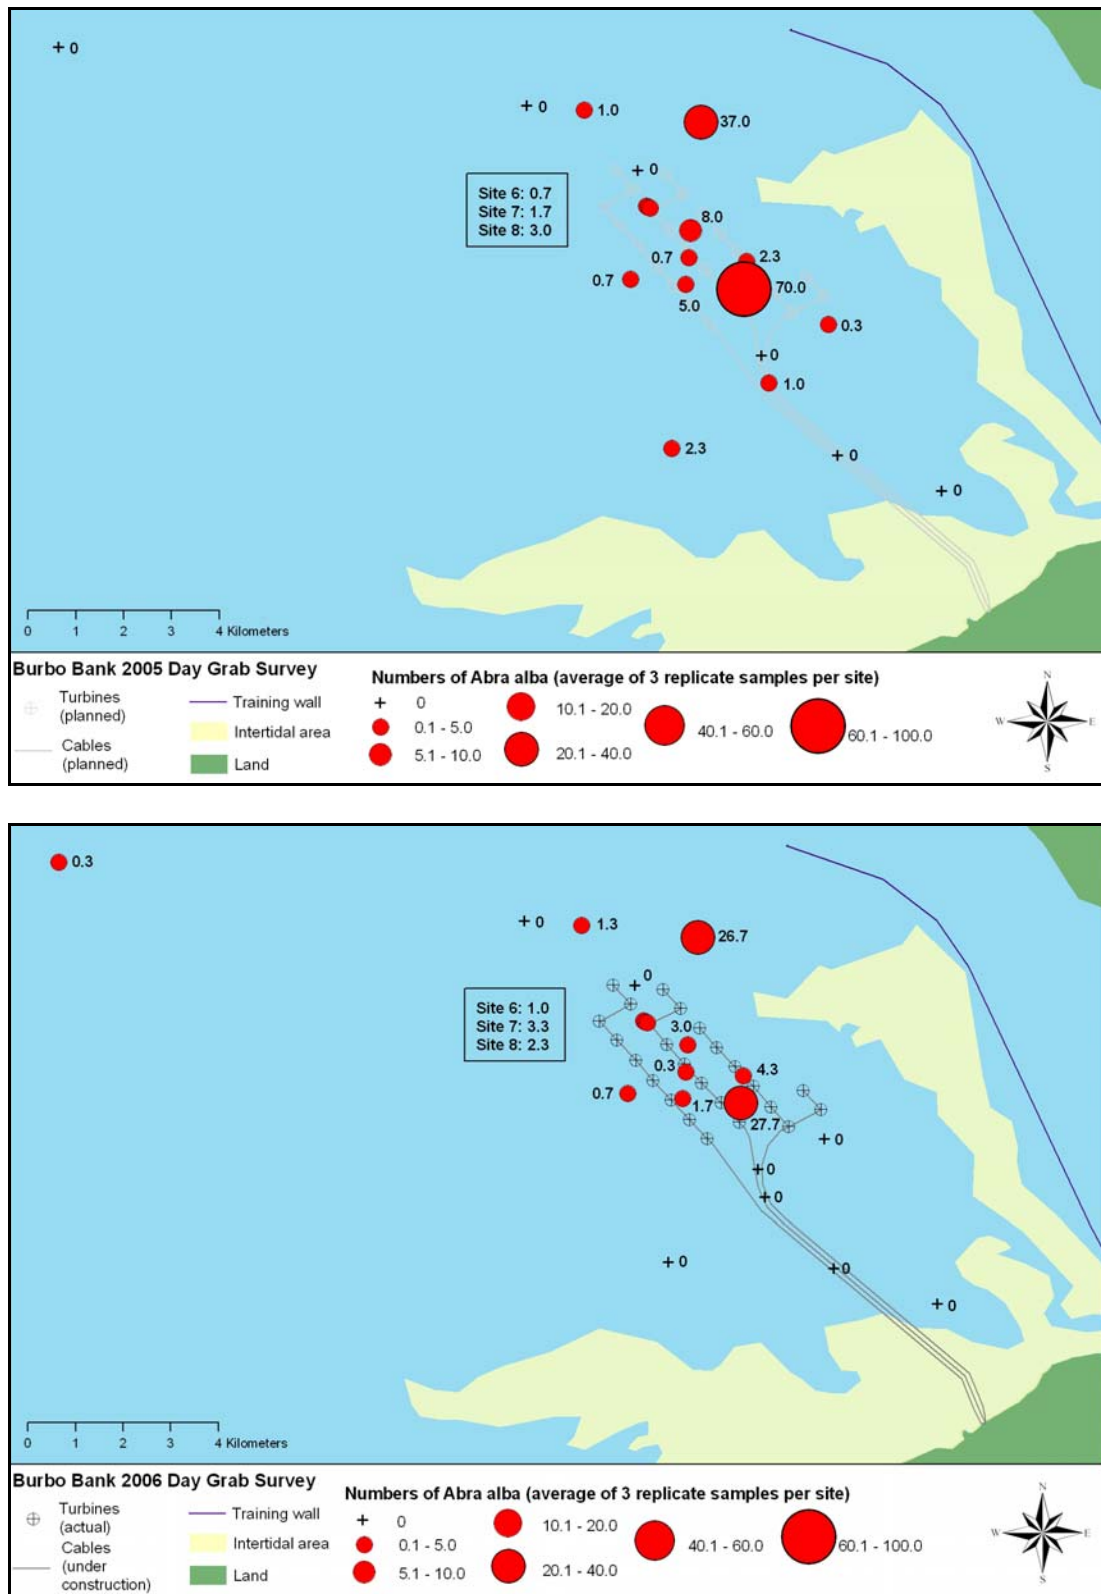 0
0
1.0
37.0
0
Site 6: 0.7
Site 7: 1.7
Site 8: 3.0
8.0
0.7
2.3
0.7
5.0
70.0
0.3
0
1.0
2.3
0
0
0 1 2 3 4 Kilometers
Burbo Bank 2005 Day Grab Survey
Turbines
(planned)
Cables
(planned)
Training wall
Intertidal area
Land
Numbers of Abra alba (average of 3 replicate samples per site)
0
0.1 - 5.0
5.1 - 10.0
10.1 - 20.0
20.1 - 40.0
40.1 - 60.0
60.1 - 100.0
N
W E
S
0.3
0
1.3
26.7
0
Site 6: 1.0
Site 7: 3.3
Site 8: 2.3
3.0
0.3
4.3
0.7
1.7
27.7
0
0
0
0
0
0
0 1 2 3 4 Kilometers
Burbo Bank 2006 Day Grab Survey
Turbines
(actual)
Cables
(under
construction)
Training wall
Intertidal area
Land
Numbers of Abra alba (average of 3 replicate samples per site)
0
0.1 - 5.0
5.1 - 10.0
10.1 - 20.0
20.1 - 40.0
40.1 - 60.0
60.1 - 100.0
N
W E
S